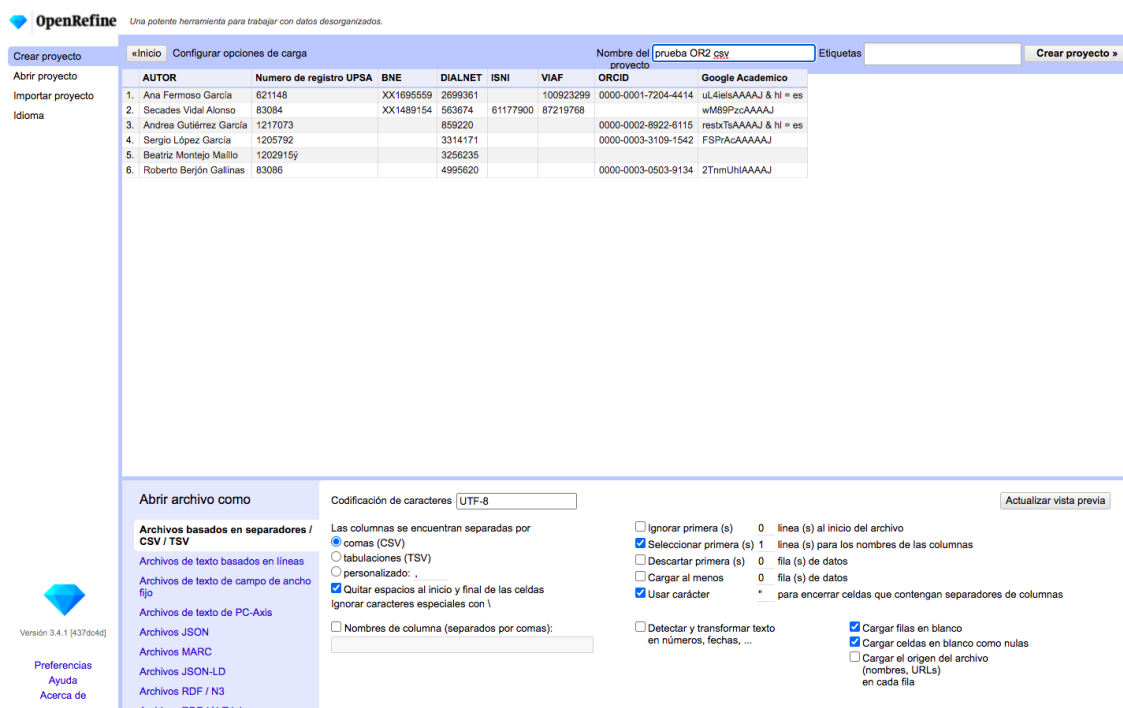 OpenRefine Una potente herramienta para trabajar con datos desorganizados.
Crear proyecto
Abrir proyecto
Importar proyecto
Idioma
«Inicio Configurar opciones de carga Nombre del proyecto prueba OR2 csv Etiquetas Crear proyecto »
AUTOR Numero de registro UPSA BNE DIALNET ISNI VIAF ORCID Google Academico
1. Ana Fermoso García 621148 XX1695559 2699361 100923299 0000-0001-7204-4414 uL4ielsAAAAJ & hl = es
2. Secades Vidal Alonso 83084 XX1489154 563674 61177900 87219768 wM89PzcAAAAJ
3. Andrea Gutiérrez García 1217073 859220 0000-0002-8922-6115 restxTsAAAAJ & hl = es
4. Sergio López García 1205792 3314171 0000-0003-3109-1542 FSPrAcAAAAAJ
5. Beatriz Montejo Maíllo 1202915ÿ 3256235
6. Roberto Berjón Gallinas 83086 4995620 0000-0003-0503-9134 2TnmUhIAAAAJ
Abrir archivo como
Archivos basados en separadores /
CSV / TSV
Archivos de texto basados en líneas
Archivos de texto de campo de ancho
fijo
Archivos de texto de PC-Axis
Archivos JSON
Archivos MARC
Archivos JSON-LD
Archivos RDF / N3
Codificación de caracteres UTF-8
Actualizar vista previa
Las columnas se encuentran separadas por
comas (CSV)
tabulaciones (TSV)
personalizado: ,
Quitar espacios al inicio y final de las celdas
Ignorar caracteres especiales con \
Nombres de columna (separados por comas):
Ignorar primera (s) 0 linea (s) al inicio del archivo
Seleccionar primera (s) 1 linea (s) para los nombres de las columnas
Descartar primera (s) 0 fila (s) de datos
Cargar al menos 0 fila (s) de datos
Usar carácter " para encerrar celdas que contengan separadores de columnas
Detectar y transformar texto
en números, fechas, ...
Cargar filas en blanco
Cargar celdas en blanco como nulas
Cargar el origen del archivo
(nombres, URLs)
en cada fila
Versión 3.4.1 [437dc4d]
Preferencias
Ayuda
Acerca de